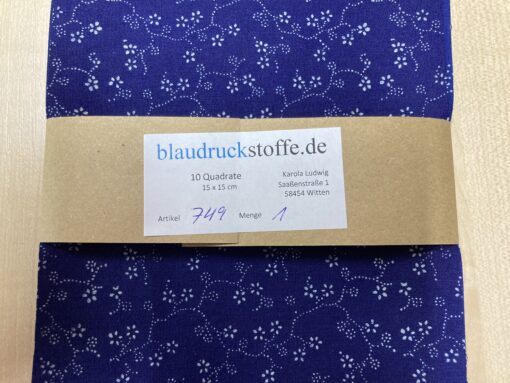 blaudruckstoffe.de
10 Quadrate
15 x 15 cm
Karola Ludwig
Saaßenstraße 1
58454 Witten
Artikel 749 Menge 1